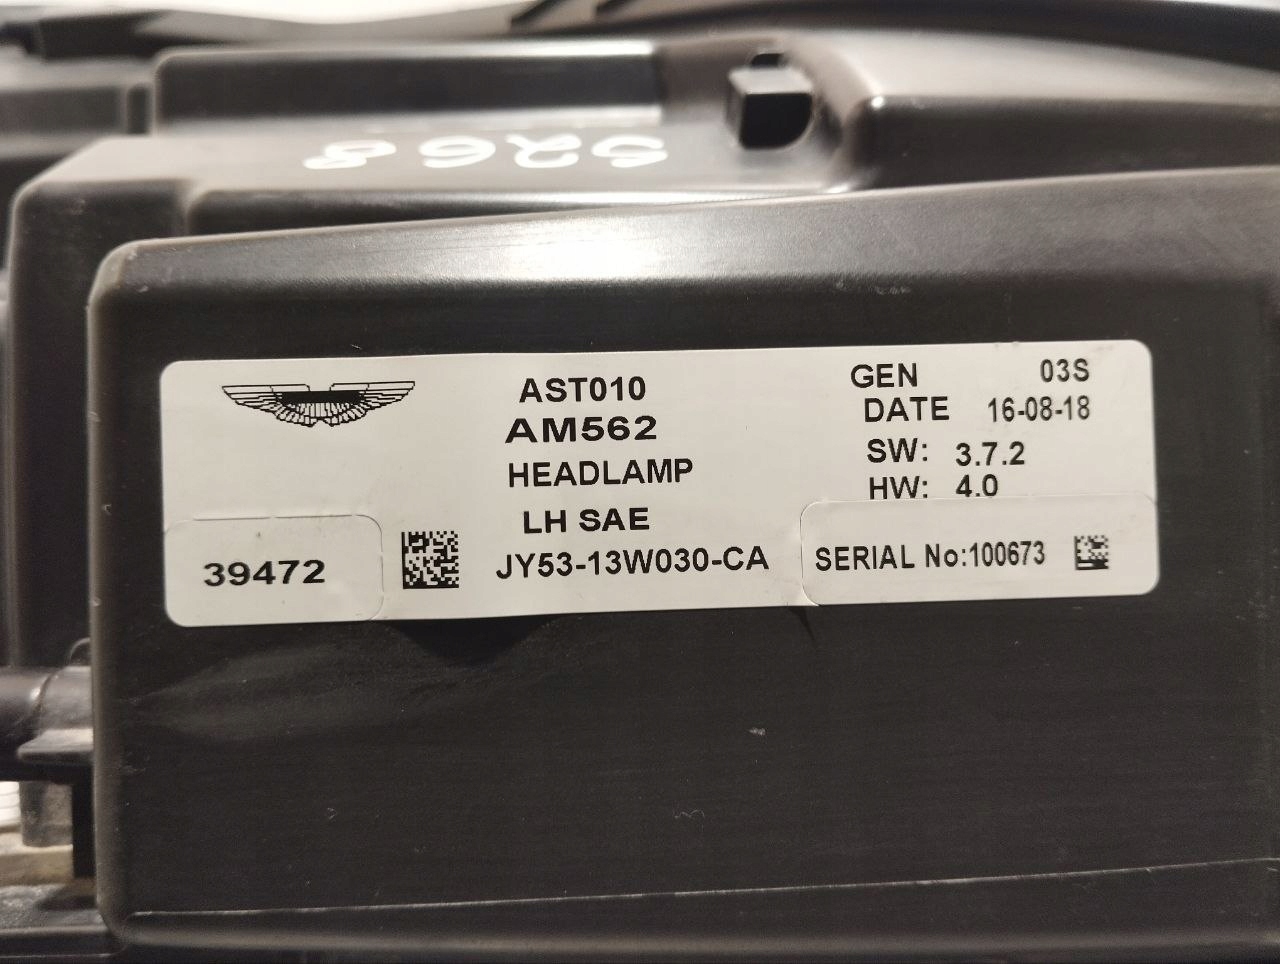 5268
AST010
AM562
HEADLAMP
LH SAE
JY53-13W030-CA
39472
GEN 03S
DATE 16-08-18
SW: 3.7.2
HW: 4.0
SERIAL No:100673